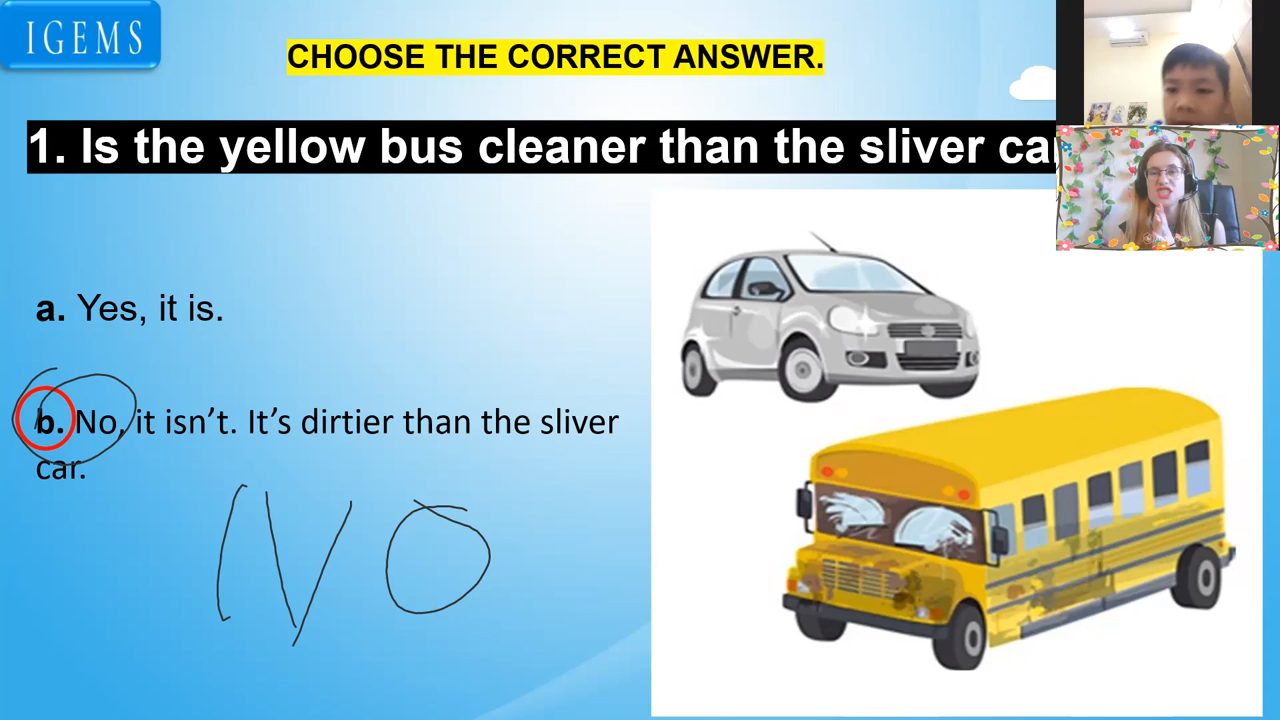 IGEMS
CHOOSE THE CORRECT ANSWER.
1. Is the yellow bus cleaner than the sliver
a. Yes, it is.
b. No, it isn’t. It’s dirtier than the sliver
car.
NO